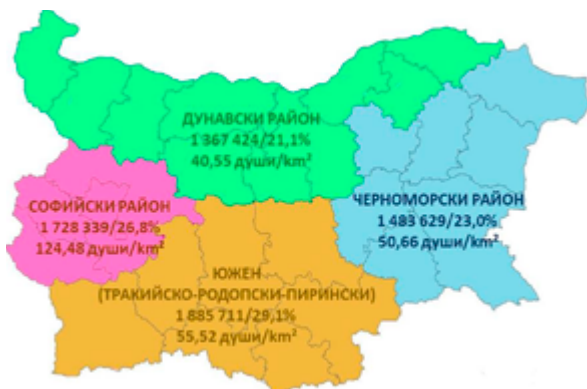 ДУНАВСКИ РАЙОН
1 367 424/21,1%
40,55 души/km²
СОФИЙСКИ РАЙОН
1 728 339/26,8%
124,48 души/km²
ЧЕРНОМОРСКИ РАЙОН
1 483 629/23,0%
50,66 души/km²
ЮЖЕН
(ТРАКИЙСКО-РОДОПСКИ-ПИРИНСКИ)
1 885 711/29,1%
55,52 души/km²